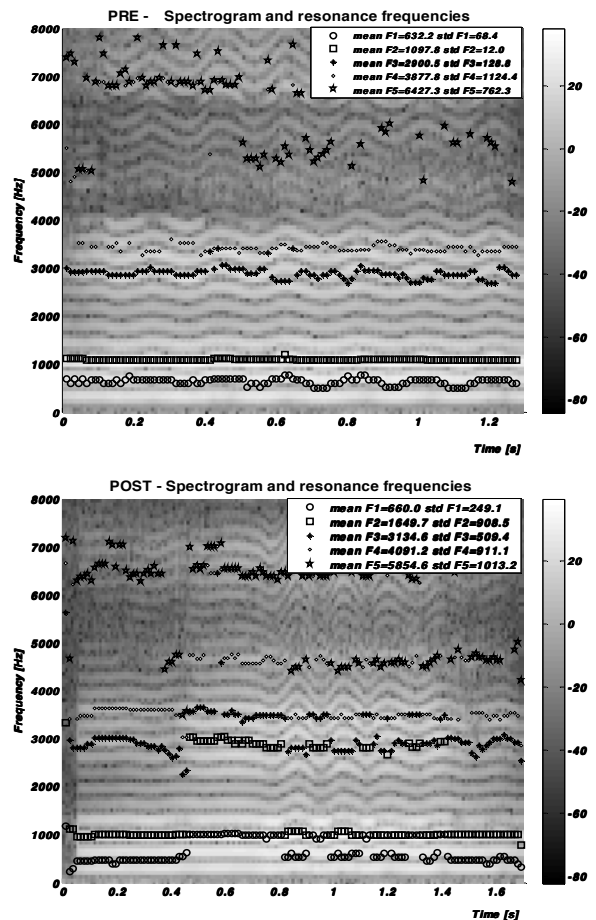 PRE - Spectrogram and resonance frequencies
mean F1=632.2 std F1=68.4
mean F2=1097.8 std F2=12.0
mean F3=2900.5 std F3=128.8
mean F4=3877.8 std F4=1124.4
mean F5=6427.3 std F5=762.3
8000
7000
6000
5000
4000
3000
2000
1000
0
Frequency [Hz]
0 0.2 0.4 0.6 0.8 1 1.2
Time [s]
20
0
-20
-40
-60
-80
POST - Spectrogram and resonance frequencies
mean F1=660.0 std F1=249.1
mean F2=1649.7 std F2=908.5
mean F3=3134.6 std F3=509.4
mean F4=4091.2 std F4=911.1
mean F5=5854.6 std F5=1013.2
8000
7000
6000
5000
4000
3000
2000
1000
0
Frequency [Hz]
0 0.2 0.4 0.6 0.8 1 1.2 1.4 1.6
Time [s]
20
0
-20
-40
-60
-80